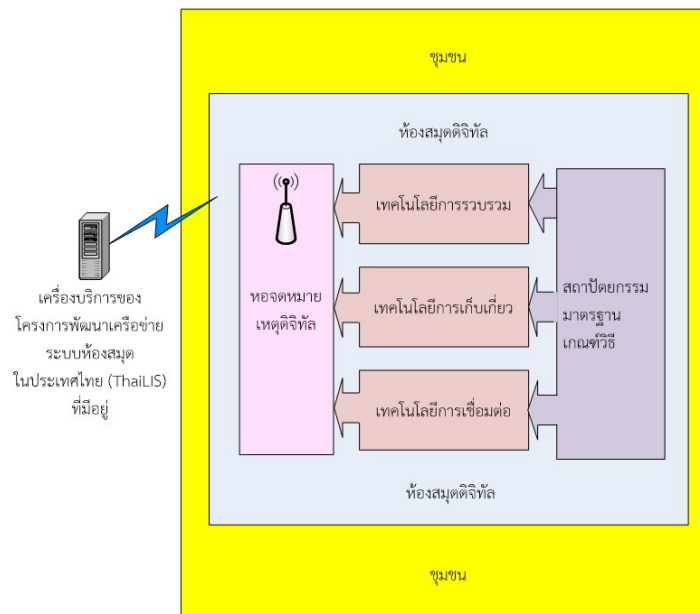 ชุมชน
ห้องสมุดดิจิทัล
เทคโนโลยีการรวบรวม
หอจดหมาย
เหตุดิจิทัล
เทคโนโลยีการเก็บเกี่ยว
สถาปัตยกรรม
มาตรฐาน
เกณฑ์วิธี
เครื่องบริการของ
โครงการพัฒนาเครือข่าย
ระบบห้องสมุด
ในประเทศไทย (ThaiLIS)
ที่มีอยู่
เทคโนโลยีการเชื่อมต่อ
ห้องสมุดดิจิทัล
ชุมชน